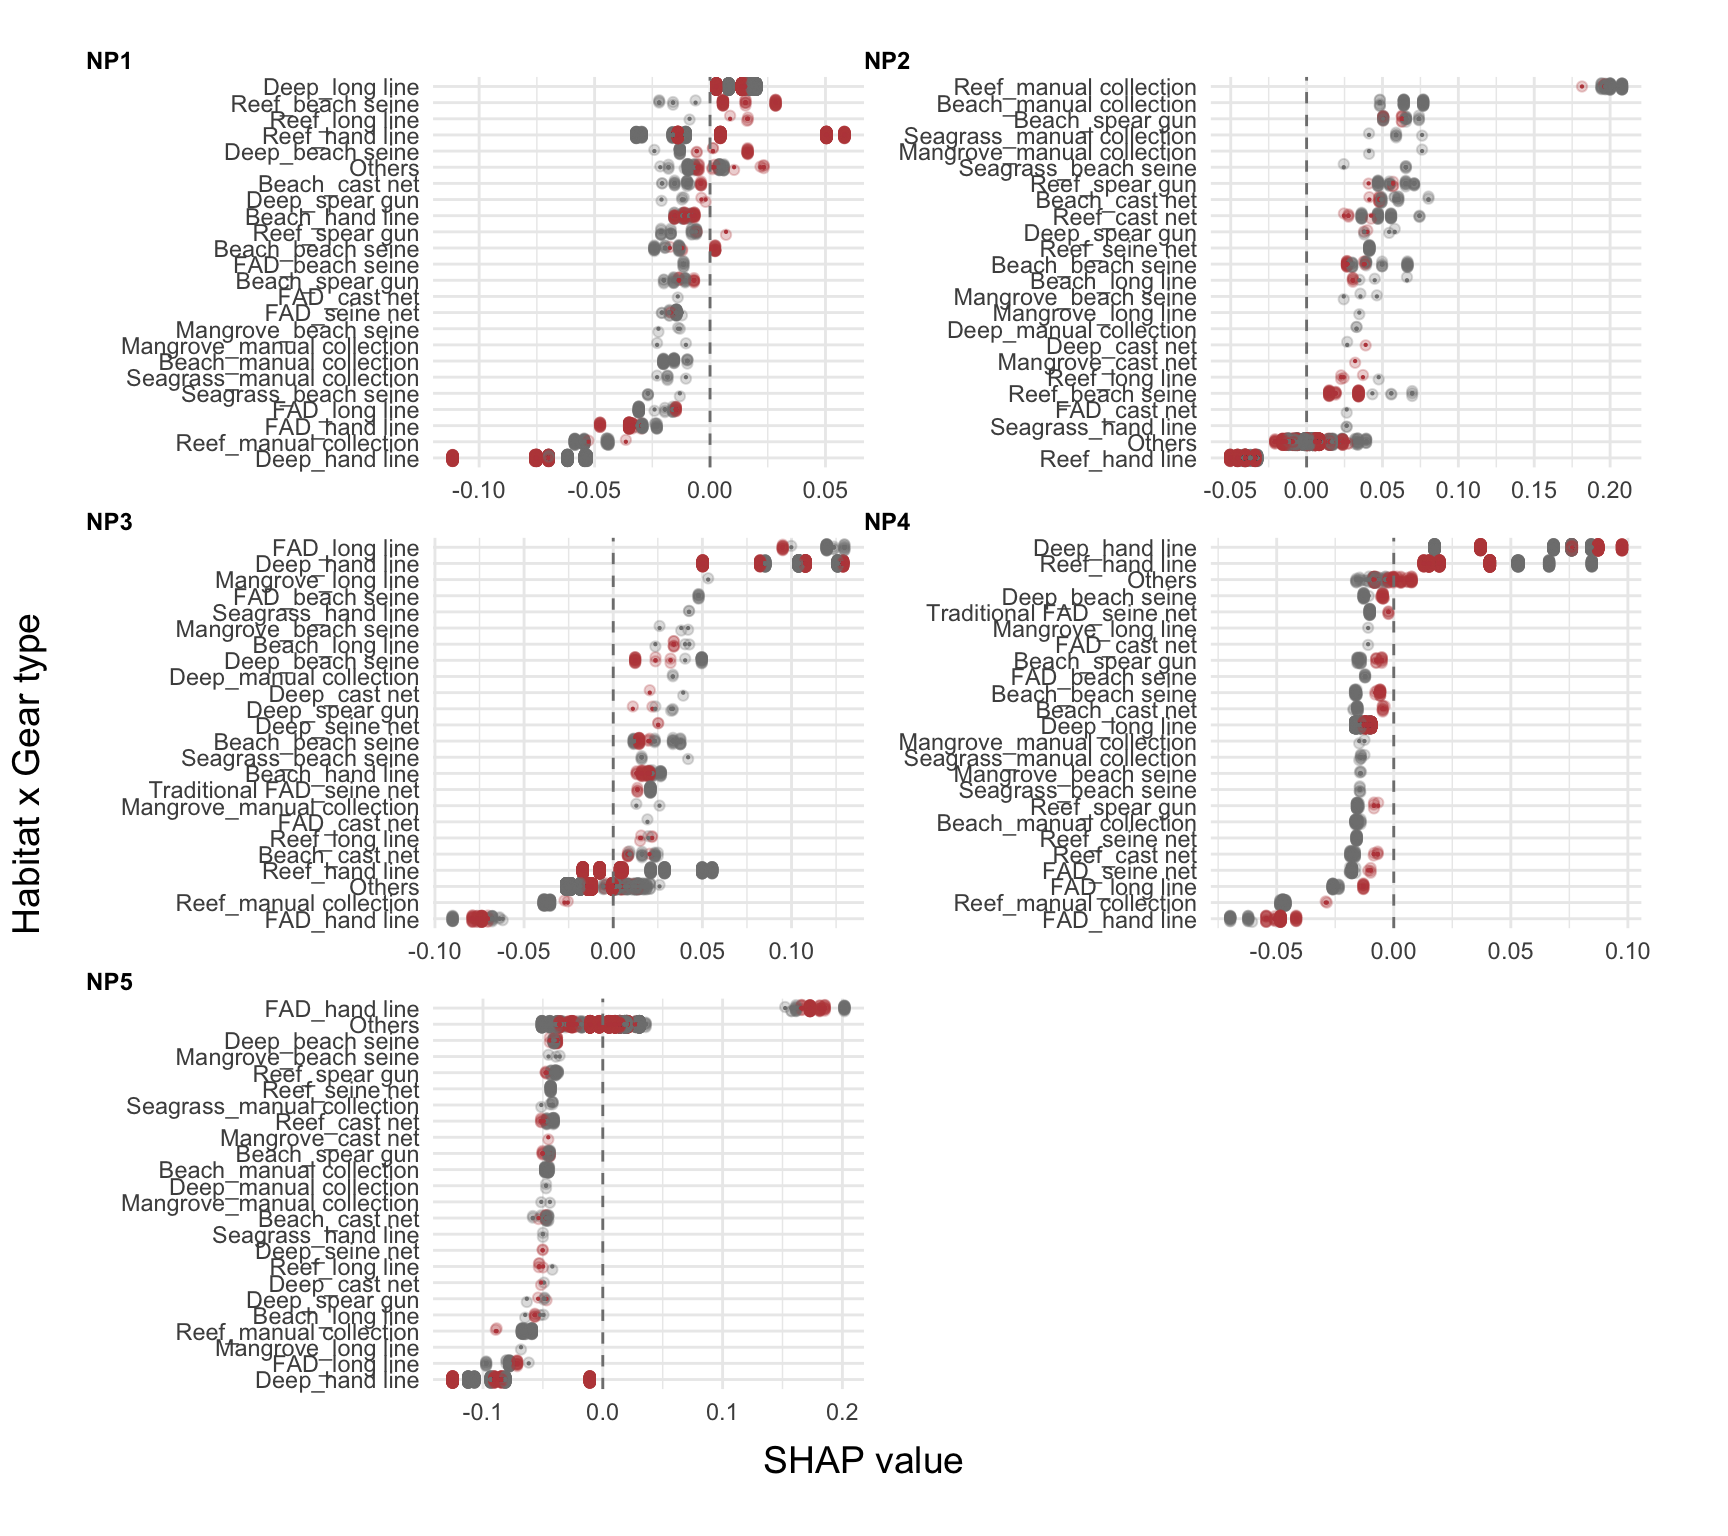 NP1
Deep_long line
Reef_beach seine
Reef_long line
Reef_hand line
Deep_beach seine
Others
Beach_cast net
Deep_spear gun
Beach_hand line
Reef_spear gun
Beach_beach seine
FAD_beach seine
Beach_spear gun
FAD_cast net
FAD_seine net
Mangrove_beach seine
Mangrove_manual collection
Beach_manual collection
Seagrass_manual collection
Seagrass_beach seine
FAD_long line
FAD_hand line
Reef_manual collection
Deep_hand line
-0.10 -0.05 0.00 0.05
NP2
Reef_manual collection
Beach_manual collection
Beach_spear gun
Seagrass_manual collection
Mangrove_manual collection
Seagrass_beach seine
Reef_spear gun
Beach_cast net
Reef_cast net
Deep_spear gun
Reef_seine net
Beach_beach seine
Beach_long line
Mangrove_beach seine
Mangrove_long line
Deep_manual collection
Deep_cast net
Mangrove_cast net
Reef_long line
Reef_beach seine
FAD_cast net
Seagrass_hand line
Others
Reef_hand line
-0.05 0.00 0.05 0.10 0.15 0.20
NP3
FAD_long line
Deep_hand line
Mangrove_long line
FAD_beach seine
Seagrass_hand line
Mangrove_beach seine
Beach_long line
Deep_beach seine
Deep_manual collection
Deep_cast net
Deep_spear gun
Deep_seine net
Beach_beach seine
Seagrass_beach seine
Beach_hand line
Traditional FAD_seine net
Mangrove_manual collection
FAD_cast net
Reef_long line
Beach_cast net
Reef_hand line
Others
Reef_manual collection
FAD_hand line
-0.10 -0.05 0.00 0.05 0.10
NP4
Deep_hand line
Reef_hand line
Others
Deep_beach seine
Traditional FAD_seine net
Mangrove_long line
FAD_cast net
Beach_spear gun
FAD_beach seine
Beach_beach seine
Beach_cast net
Deep_long line
Mangrove_manual collection
Seagrass_manual collection
Mangrove_beach seine
Seagrass_beach seine
Reef_spear gun
Beach_manual collection
Reef_seine net
Reef_cast net
FAD_seine net
FAD_long line
Reef_manual collection
FAD_hand line
-0.05 0.00 0.05 0.10
NP5
FAD_hand line
Others
Deep_beach seine
Mangrove_beach seine
Reef_spear gun
Reef_seine net
Seagrass_manual collection
Reef_cast net
Mangrove_cast net
Beach_spear gun
Beach_manual collection
Deep_manual collection
Mangrove_manual collection
Beach_cast net
Seagrass_hand line
Deep_seine net
Reef_long line
Deep_cast net
Deep_spear gun
Beach_long line
Reef_manual collection
Mangrove_long line
FAD_long line
Deep_hand line
-0.1 0.0 0.1 0.2
Habitat x Gear type
SHAP value